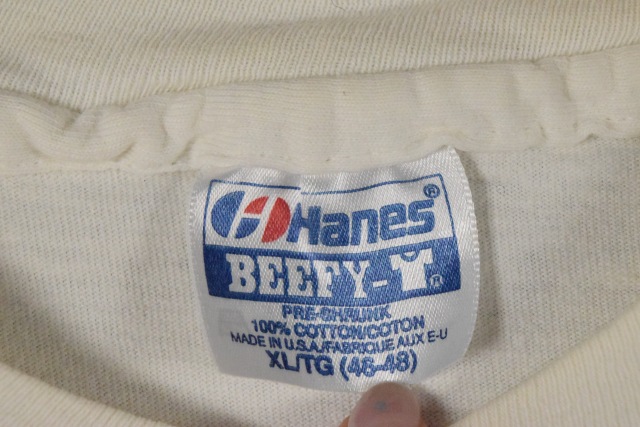 Hanes®
BEEFY-T®
PRE-SHRUNK
100% COTTON/COTON
MADE IN U.S.A./FABRIQUE AUX E-U
XL/TG (46-48)